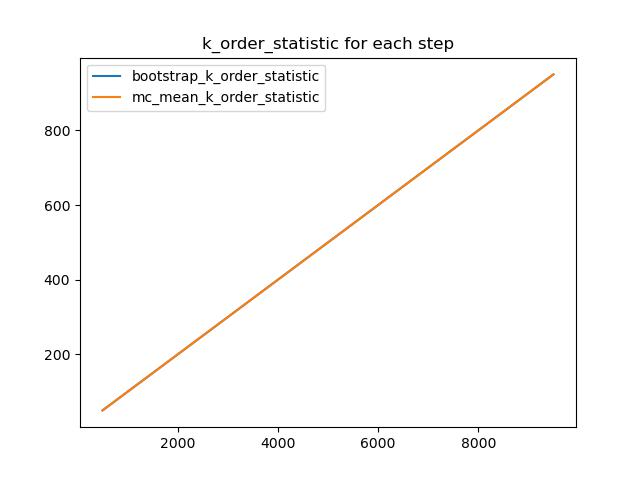 k_order_statistic for each step
bootstrap_k_order_statistic
mc_mean_k_order_statistic
800
600
400
200
2000 4000 6000 8000